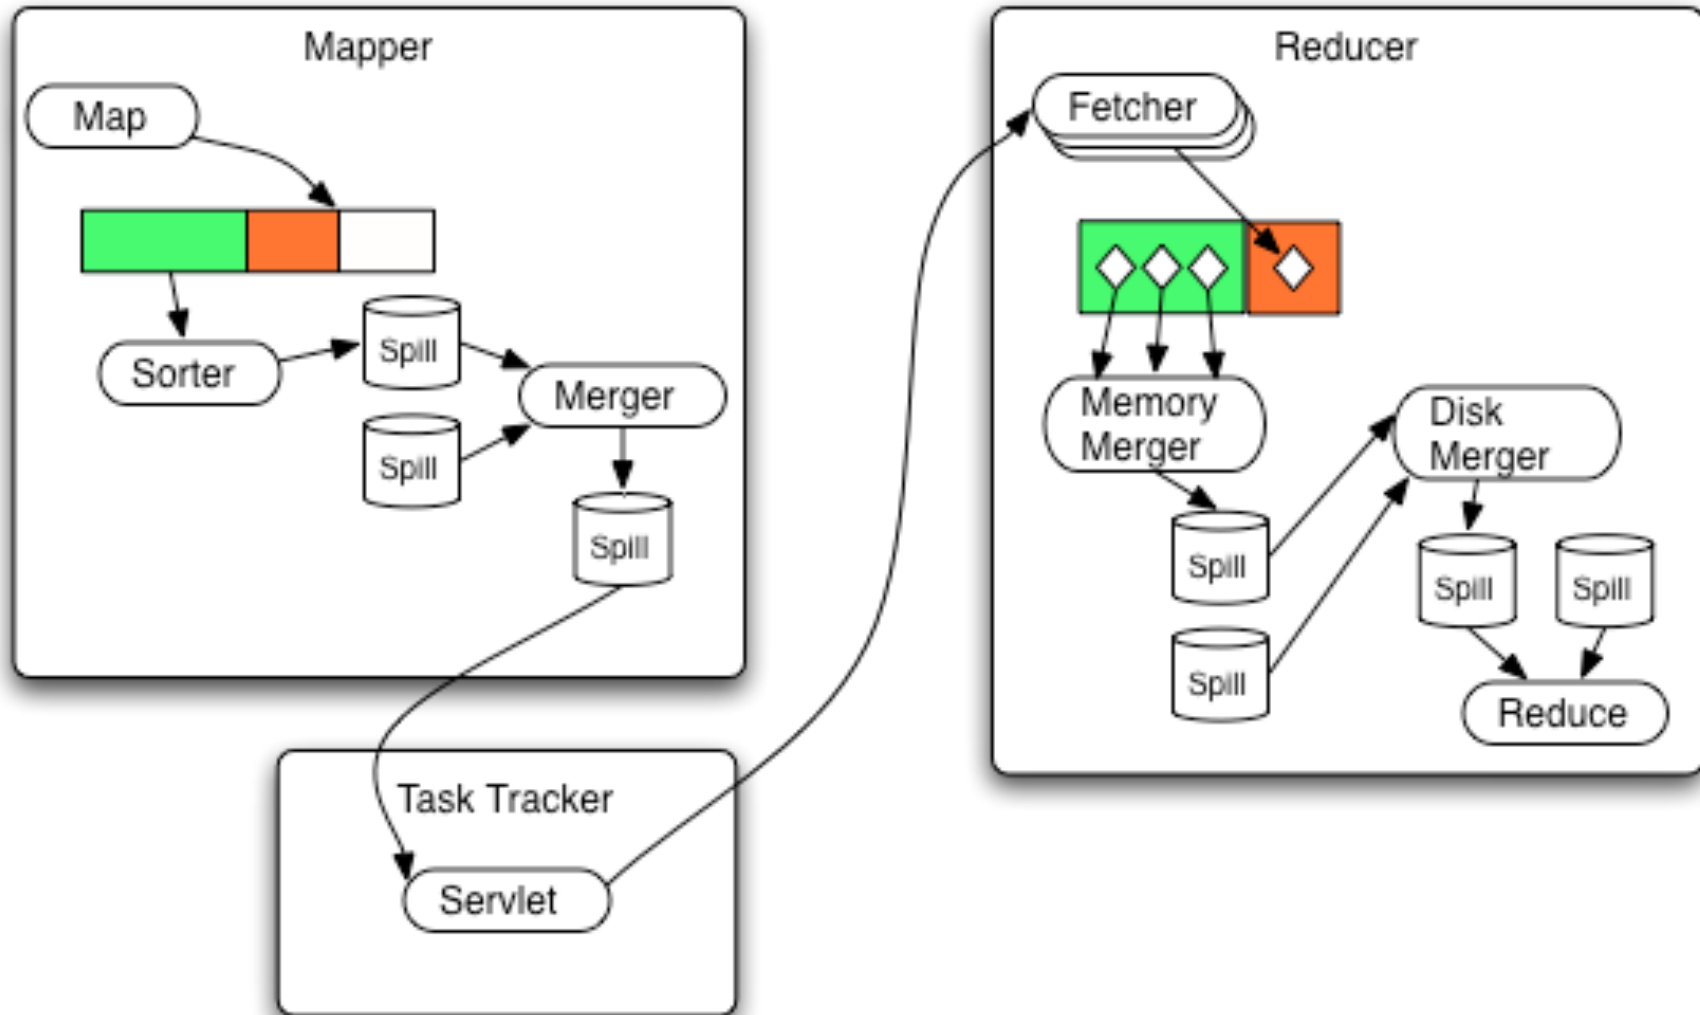 Mapper
Map
Sorter
Spill
Spill
Merger
Spill
Task Tracker
Servlet
Reducer
Fetcher
Memory
Merger
Spill
Spill
Disk
Merger
Spill
Spill
Reduce